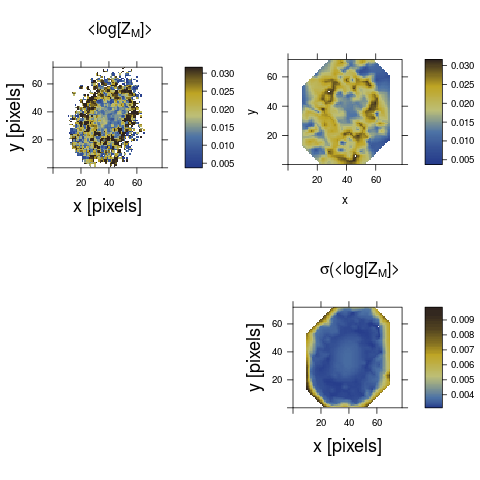 <log[Z_M]>
60
40
20
y [pixels]
20 40 60
x [pixels]
0.030
0.025
0.020
0.015
0.010
0.005
60
40
20
y
20 40 60
x
0.030
0.025
0.020
0.015
0.010
0.005
σ(<log[Z_M]>
60
40
20
y [pixels]
20 40 60
x [pixels]
0.009
0.008
0.007
0.006
0.005
0.004